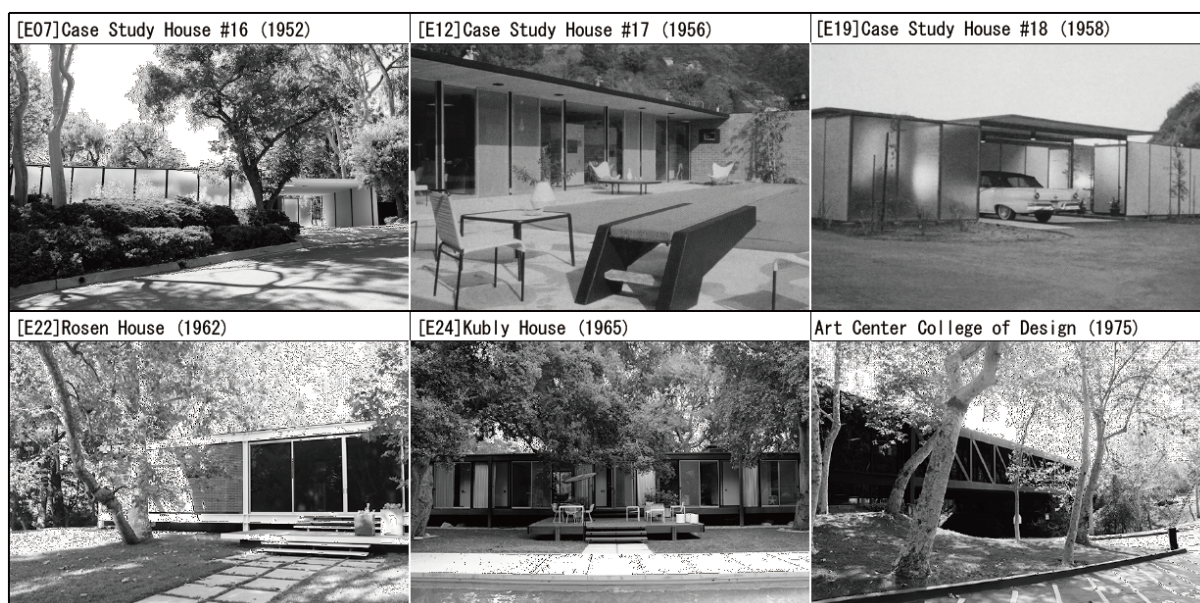 [E07]Case Study House #16 (1952)
[E12]Case Study House #17 (1956)
[E19]Case Study House #18 (1958)
[E22]Rosen House (1962)
[E24]Kubly House (1965)
Art Center College of Design (1975)